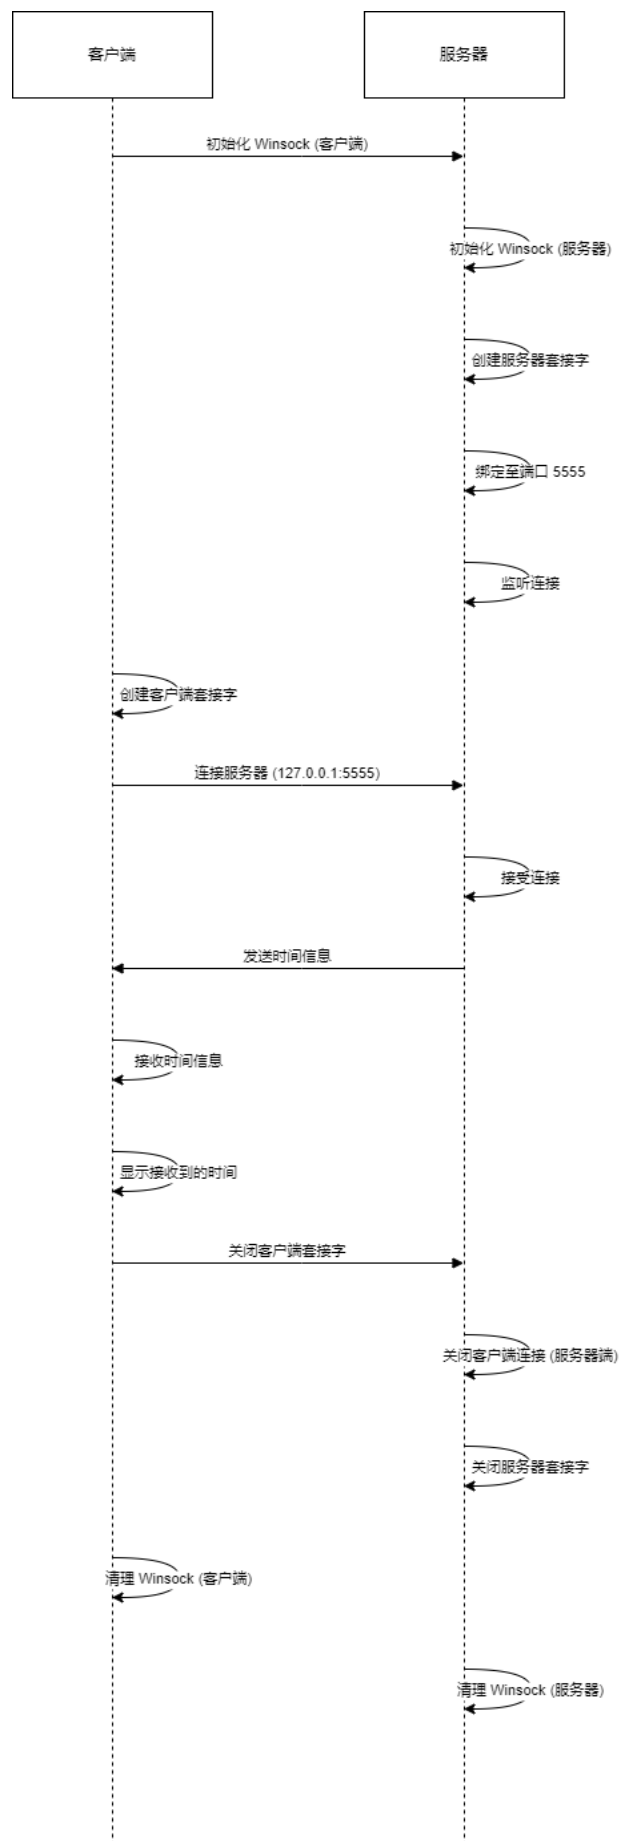 客户端
服务器
初始化 Winsock (客户端)
初始化 Winsock (服务器)
创建服务器套接字
绑定至端口 5555
监听连接
创建客户端套接字
连接服务器 (127.0.0.1:5555)
接受连接
发送时间信息
接收时间信息
显示接收到的时间
关闭客户端套接字
关闭客户端连接 (服务器端)
关闭服务器套接字
清理 Winsock (客户端)
清理 Winsock (服务器)